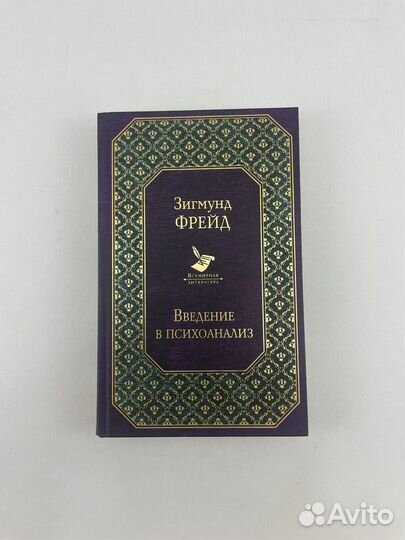 Зигмунд
ФРЕЙД
Всемирная
литература
Введение
в психоанализ
Avito